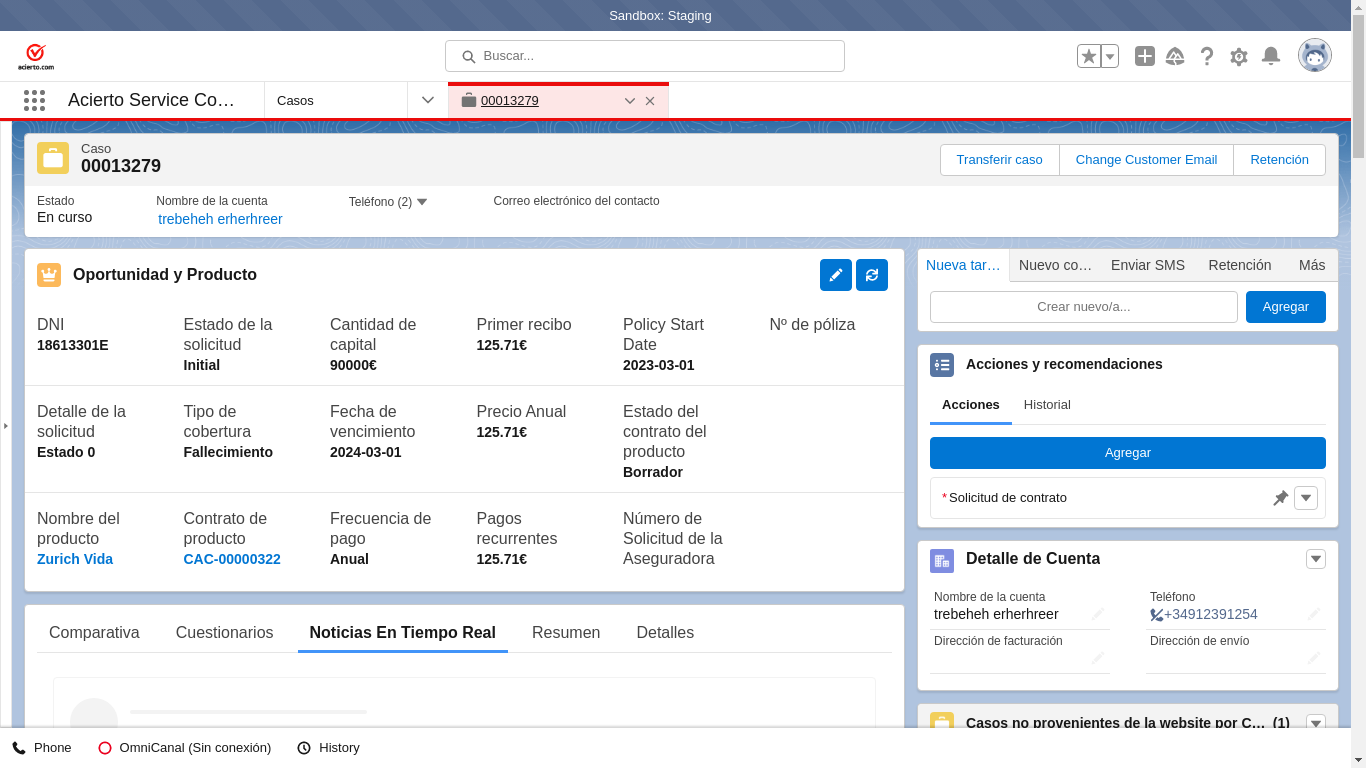 Sandbox: Staging
acierto.com
Buscar...
Acierto Service Co…
Casos
00013279
Caso
00013279
Transferir caso
Change Customer Email
Retención
Estado
En curso
Nombre de la cuenta
trebeheh erherhreer
Teléfono (2)
Correo electrónico del contacto
Oportunidad y Producto
DNI
18613301E
Estado de la
solicitud
Initial
Cantidad de
capital
90000€
Primer recibo
125.71€
Policy Start
Date
2023-03-01
Nº de póliza
Detalle de la
solicitud
Estado 0
Tipo de
cobertura
Fallecimiento
Fecha de
vencimiento
2024-03-01
Precio Anual
125.71€
Estado del
contrato del
producto
Borrador
Nombre del
producto
Zurich Vida
Contrato de
producto
CAC-00000322
Frecuencia de
pago
Anual
Pagos
recurrentes
125.71€
Número de
Solicitud de la
Aseguradora
Comparativa
Cuestionarios
Noticias En Tiempo Real
Resumen
Detalles
Nueva tar…
Nuevo co…
Enviar SMS
Retención
Más
Crear nuevo/a...
Agregar
Acciones y recomendaciones
Acciones
Historial
Agregar
*Solicitud de contrato
Detalle de Cuenta
Nombre de la cuenta
trebeheh erherhreer
Teléfono
+34912391254
Dirección de facturación
Dirección de envío
Casos no provenientes de la website por C… (1)
Phone
OmniCanal (Sin conexión)
History